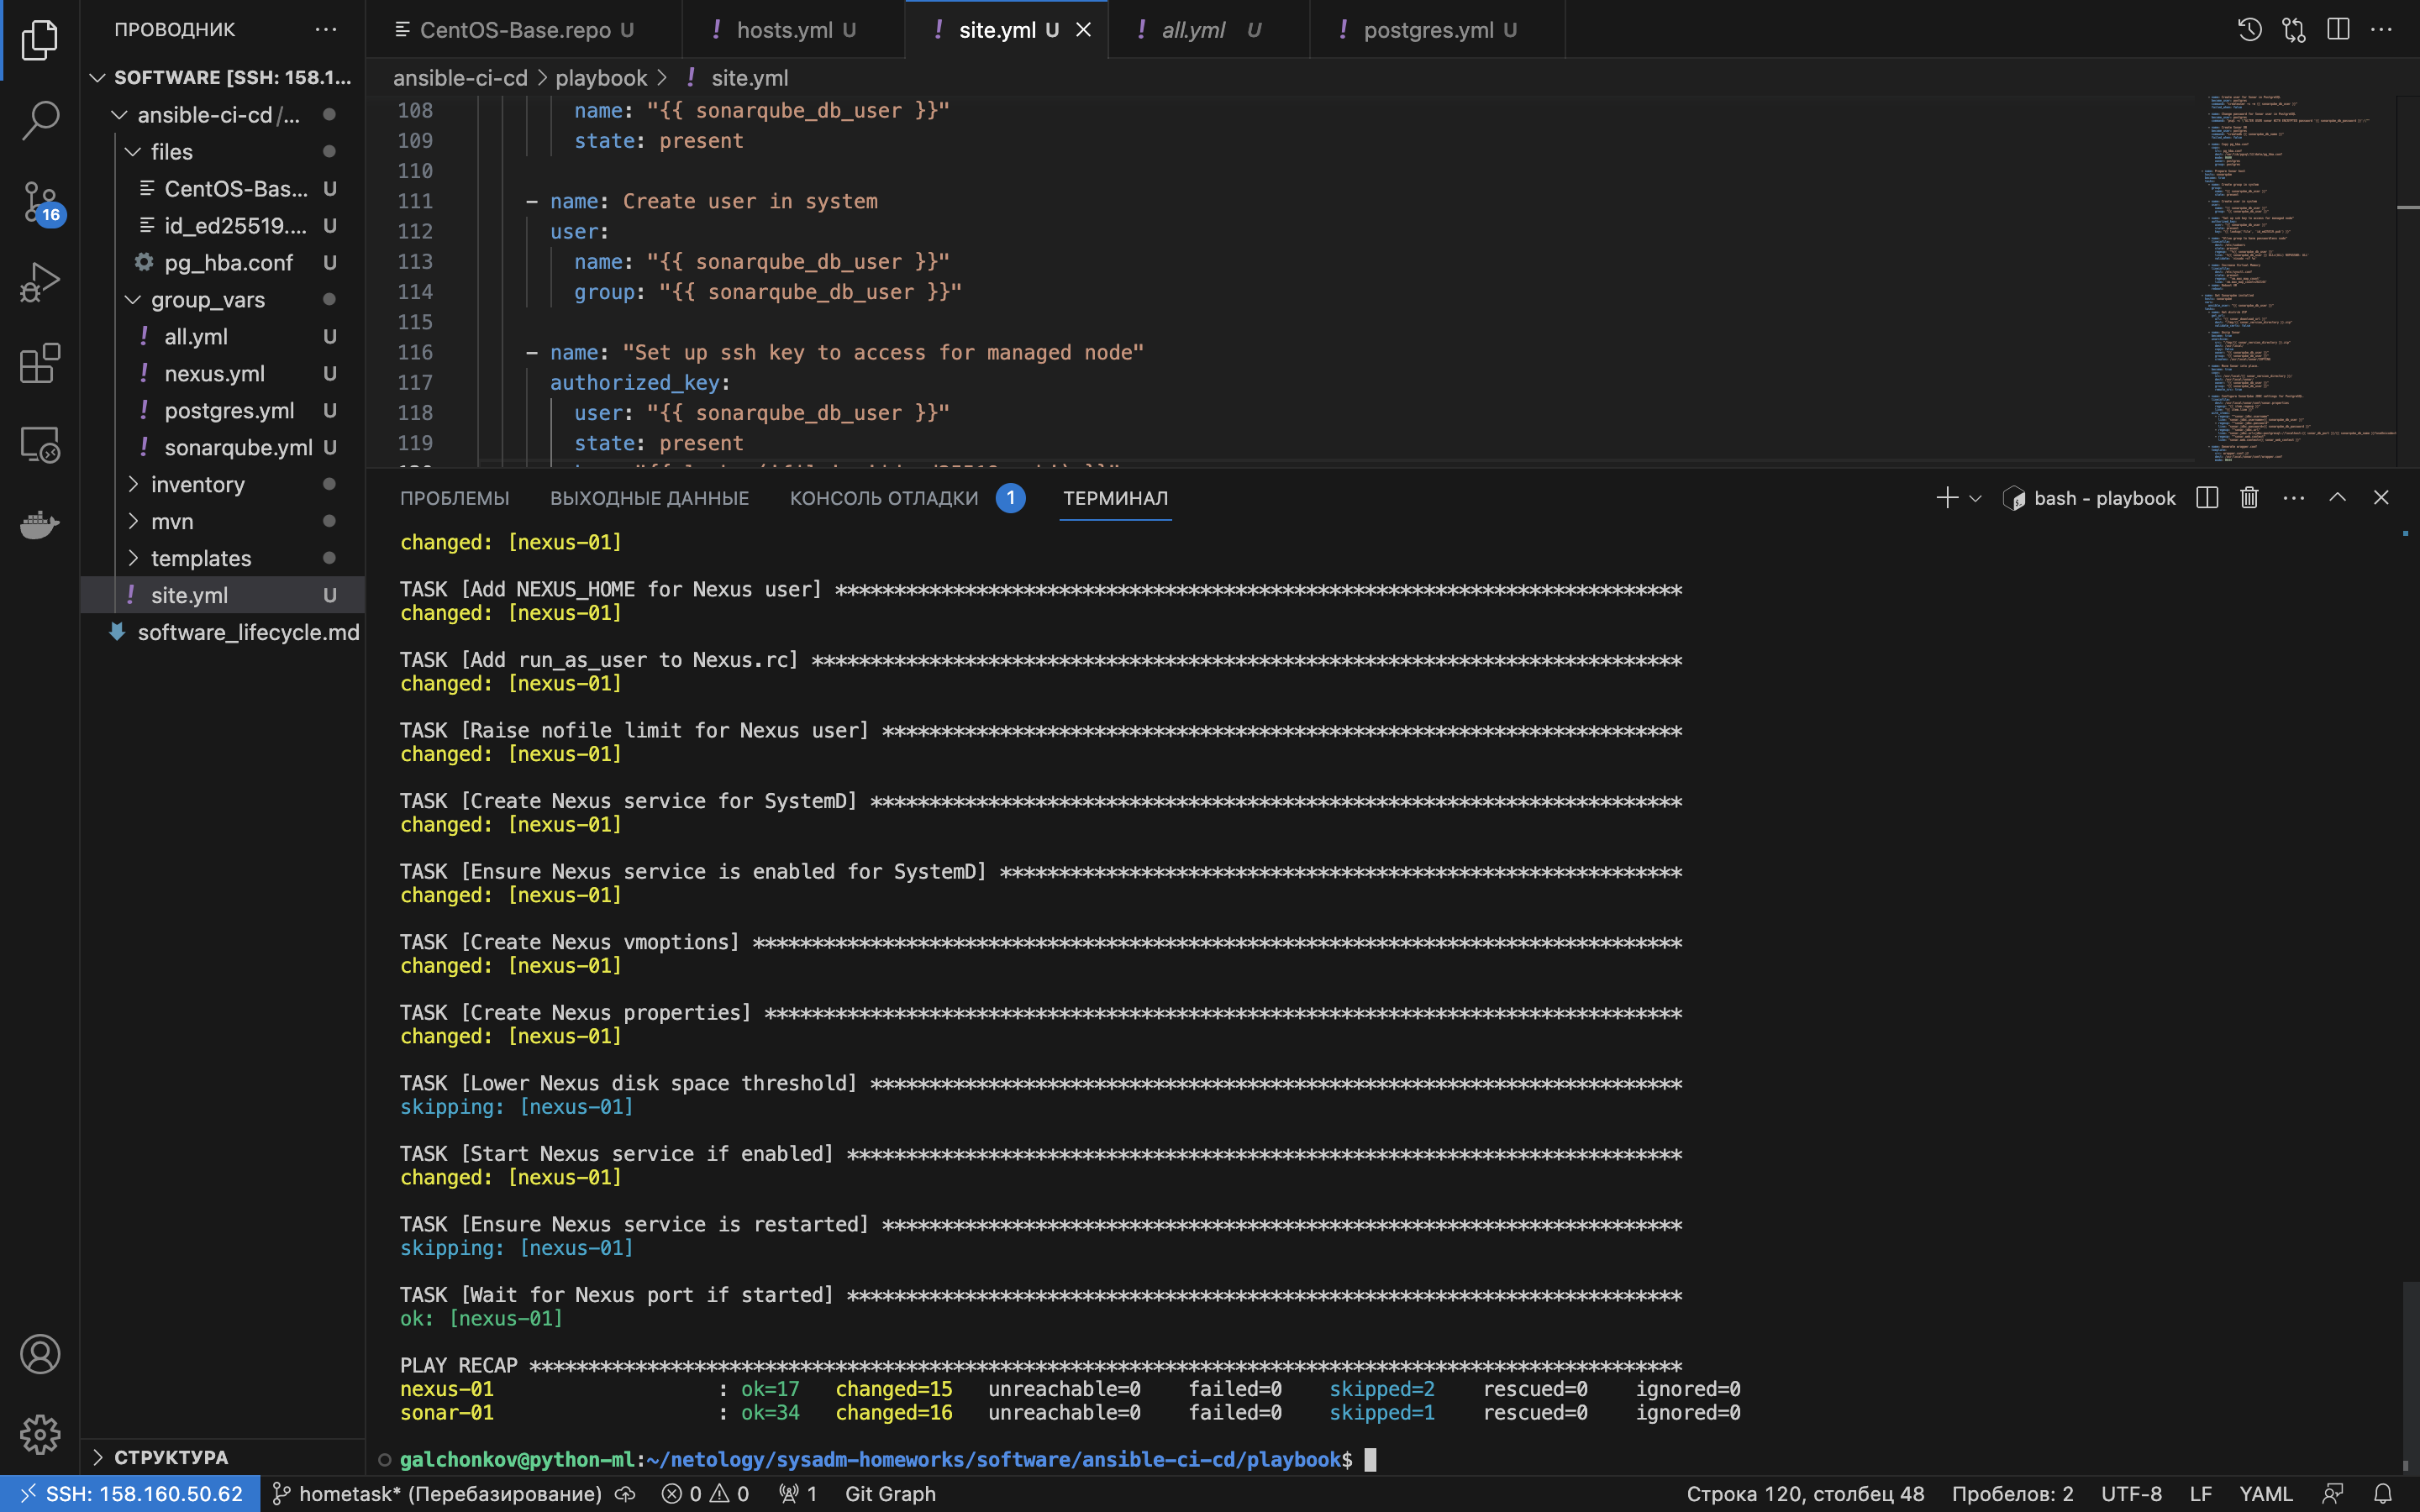 ПРОВОДНИК
CentOS-Base.repo U
hosts.yml U
site.yml U
all.yml U
postgres.yml U
SOFTWARE [SSH: 158.1...
ansible-ci-cd > playbook > site.yml
ansible-ci-cd /...
files
CentOS-Bas... U
id_ed25519.... U
pg_hba.conf U
group_vars
all.yml U
nexus.yml U
postgres.yml U
sonarqube.yml U
inventory
mvn
templates
site.yml U
software_lifecycle.md
16
СТРУКТУРА
108 name: "{{ sonarqube_db_user }}"
109 state: present
110
111 - name: Create user in system
112 user:
113 name: "{{ sonarqube_db_user }}"
114 group: "{{ sonarqube_db_user }}"
115
116 - name: "Set up ssh key to access for managed node"
117 authorized_key:
118 user: "{{ sonarqube_db_user }}"
119 state: present
ПРОБЛЕМЫ ВЫХОДНЫЕ ДАННЫЕ КОНСОЛЬ ОТЛАДКИ 1 ТЕРМИНАЛ
bash - playbook
changed: [nexus-01]
TASK [Add NEXUS_HOME for Nexus user] ************************************************************************
changed: [nexus-01]
TASK [Add run_as_user to Nexus.rc] **************************************************************************
changed: [nexus-01]
TASK [Raise nofile limit for Nexus user] ********************************************************************
changed: [nexus-01]
TASK [Create Nexus service for SystemD] *********************************************************************
changed: [nexus-01]
TASK [Ensure Nexus service is enabled for SystemD] **********************************************************
changed: [nexus-01]
TASK [Create Nexus vmoptions] *******************************************************************************
changed: [nexus-01]
TASK [Create Nexus properties] ******************************************************************************
changed: [nexus-01]
TASK [Lower Nexus disk space threshold] *********************************************************************
skipping: [nexus-01]
TASK [Start Nexus service if enabled] ***********************************************************************
changed: [nexus-01]
TASK [Ensure Nexus service is restarted] ********************************************************************
skipping: [nexus-01]
TASK [Wait for Nexus port if started] ***********************************************************************
ok: [nexus-01]
PLAY RECAP **************************************************************************************************
nexus-01 : ok=17 changed=15 unreachable=0 failed=0 skipped=2 rescued=0 ignored=0
sonar-01 : ok=34 changed=16 unreachable=0 failed=0 skipped=1 rescued=0 ignored=0
galchonkov@python-ml:~/netology/sysadm-homeworks/software/ansible-ci-cd/playbook$
SSH: 158.160.50.62 hometask* (Перебазирование) 0 0 1 Git Graph Строка 120, столбец 48 Пробелов: 2 UTF-8 LF YAML